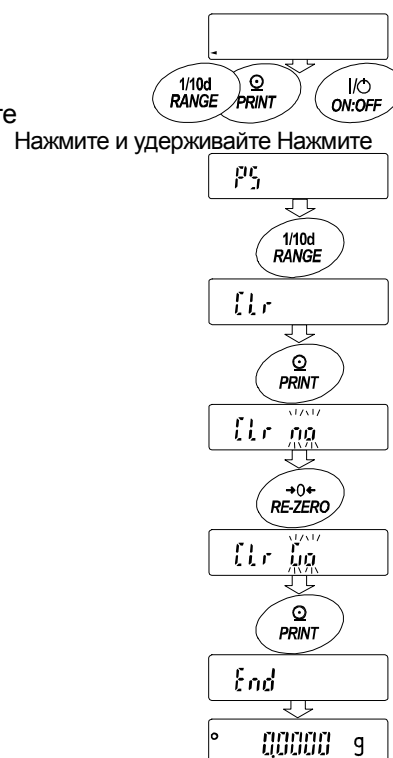 1/10d RANGE PRINT I/⏻ ON:OFF
те
Нажмите и удерживайте Нажмите
PS
1/10d
RANGE
CLr
PRINT
CLr no
→0←
RE-ZERO
CLr Go
PRINT
End
0.0000 g